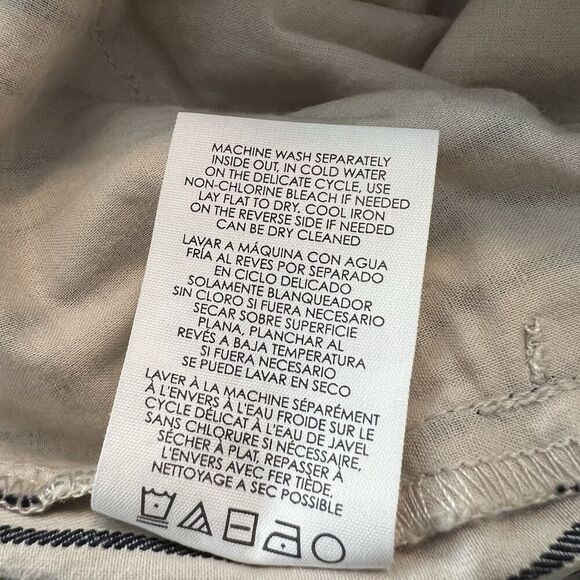 MACHINE WASH SEPARATELY
INSIDE OUT, IN COLD WATER
ON THE DELICATE CYCLE, USE
NON-CHLORINE BLEACH IF NEEDED
LAY FLAT TO DRY, COOL IRON
ON THE REVERSE SIDE IF NEEDED
CAN BE DRY CLEANED
LAVAR A MÁQUINA CON AGUA
FRÍA AL REVES POR SEPARADO
EN CICLO DELICADO
SOLAMENTE BLANQUEADOR
SIN CLORO SI FUERA NECESARIO
SECAR SOBRE SUPERFICIE
PLANA, PLANCHAR AL
REVÉS A BAJA TEMPERATURA
SI FUERA NECESARIO
SE PUEDE LAVAR EN SECO
LAVER À LA MACHINE SÉPARÉMENT
À L'ENVERS À L'EAU FROIDE SUR LE
CYCLE DÉLICAT À L'EAU DE JAVEL
SANS CHLORURE SI NÉCESSAIRE,
SÉCHER À PLAT, REPASSER À
L'ENVERS AVEC FER TIÈDE,
NETTOYAGE A SEC POSSIBLE